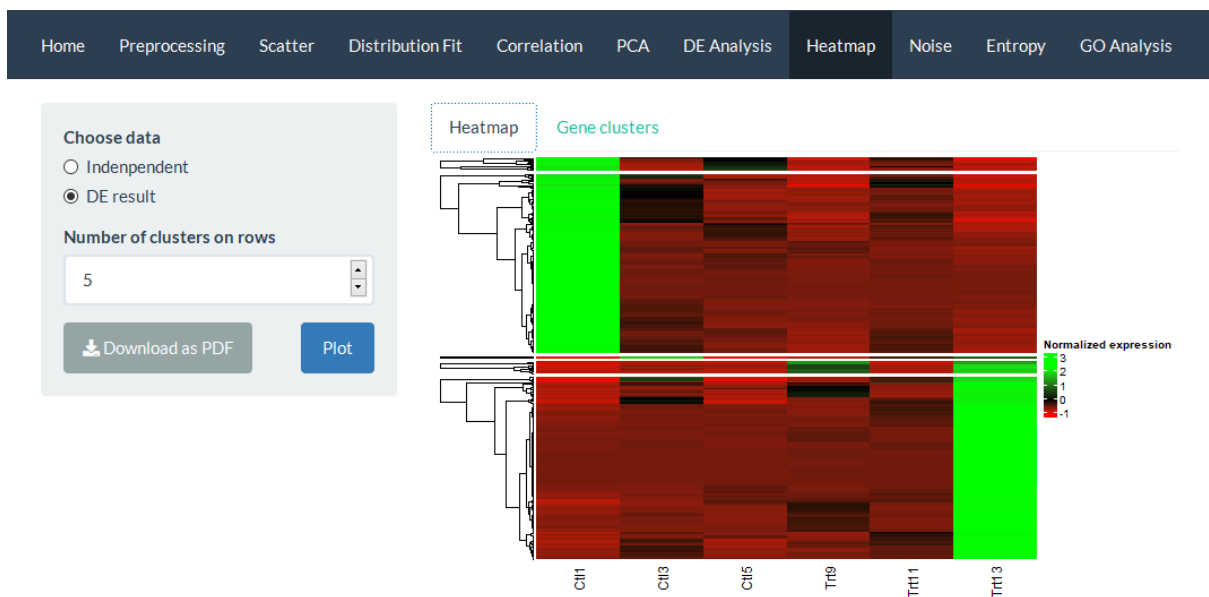 Home Preprocessing Scatter Distribution Fit Correlation PCA DE Analysis Heatmap Noise Entropy GO Analysis
Choose data
Indenpendent
DE result
Number of clusters on rows
5
Download as PDF Plot
Heatmap Gene clusters
Normalized expression
3
2
1
0
-1
Ctl1 Ctl3 Ctl5 Trt9 Trt11 Trt13